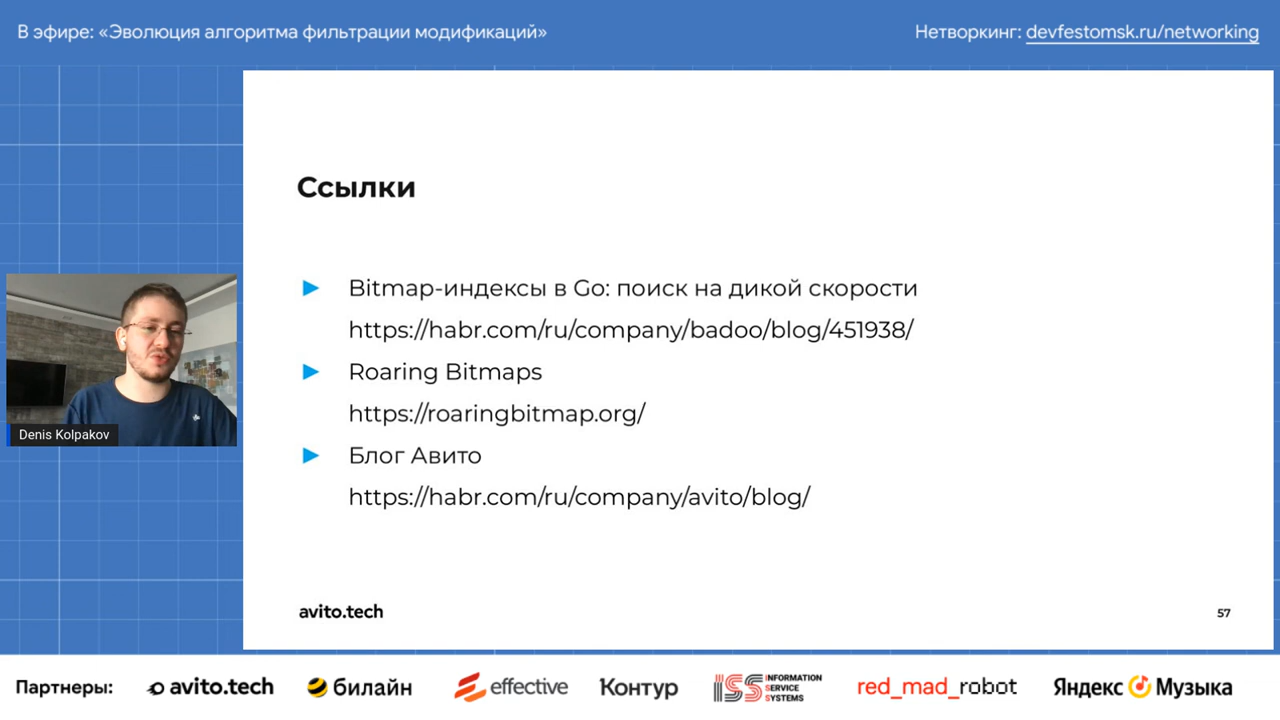 В эфире: «Эволюция алгоритма фильтрации модификаций»
Нетворкинг: devfestomsk.ru/networking
Ссылки
Bitmap-индексы в Go: поиск на дикой скорости
https://habr.com/ru/company/badoo/blog/451938/
Roaring Bitmaps
https://roaringbitmap.org/
Блог Авито
https://habr.com/ru/company/avito/blog/
Denis Kolpakov
avito.tech
57
Партнеры: avito.tech билайн effective Контур ISS INFORMATION SERVICE SYSTEMS red_mad_robot Яндекс Музыка